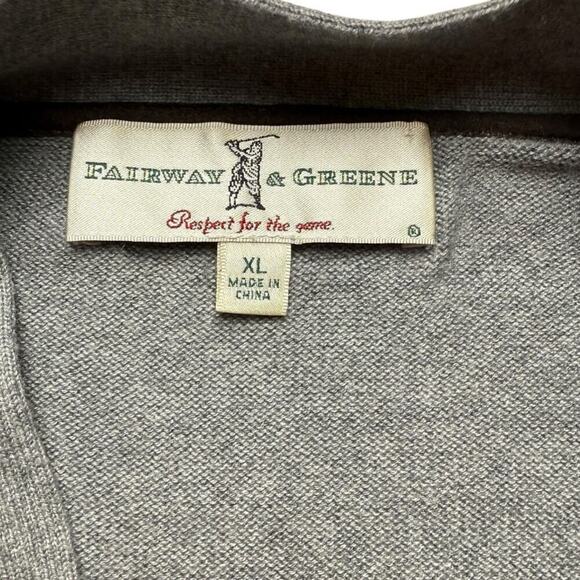 FAIRWAY & GREENE
Respect for the game.
®
XL
MADE IN
CHINA